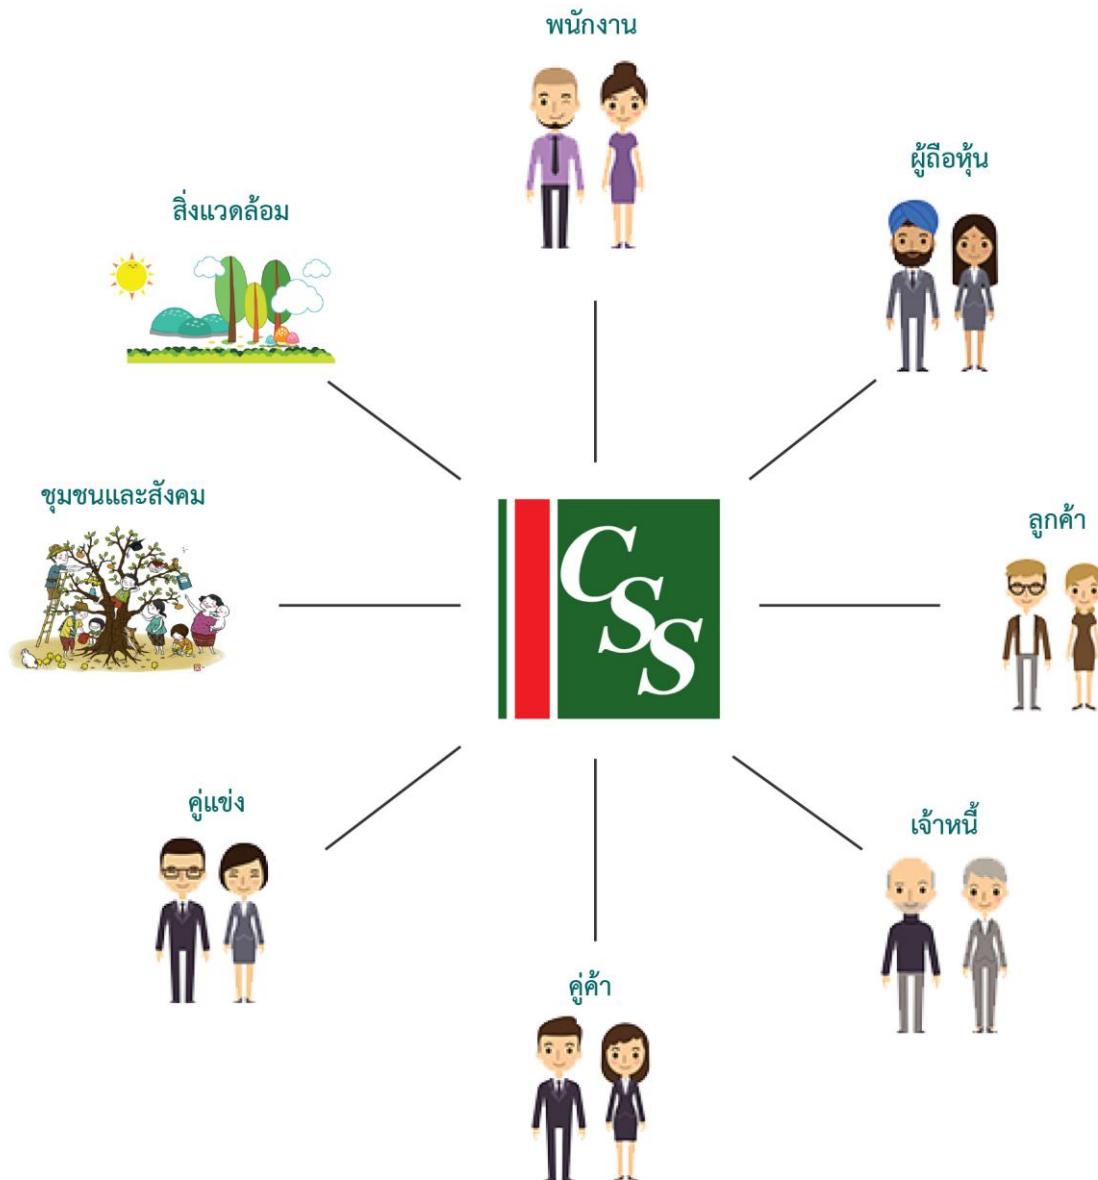 พนักงาน
ผู้ถือหุ้น
สิ่งแวดล้อม
ชุมชนและสังคม
ลูกค้า
CSS
คู่แข่ง
เจ้าหนี้
คู่ค้า